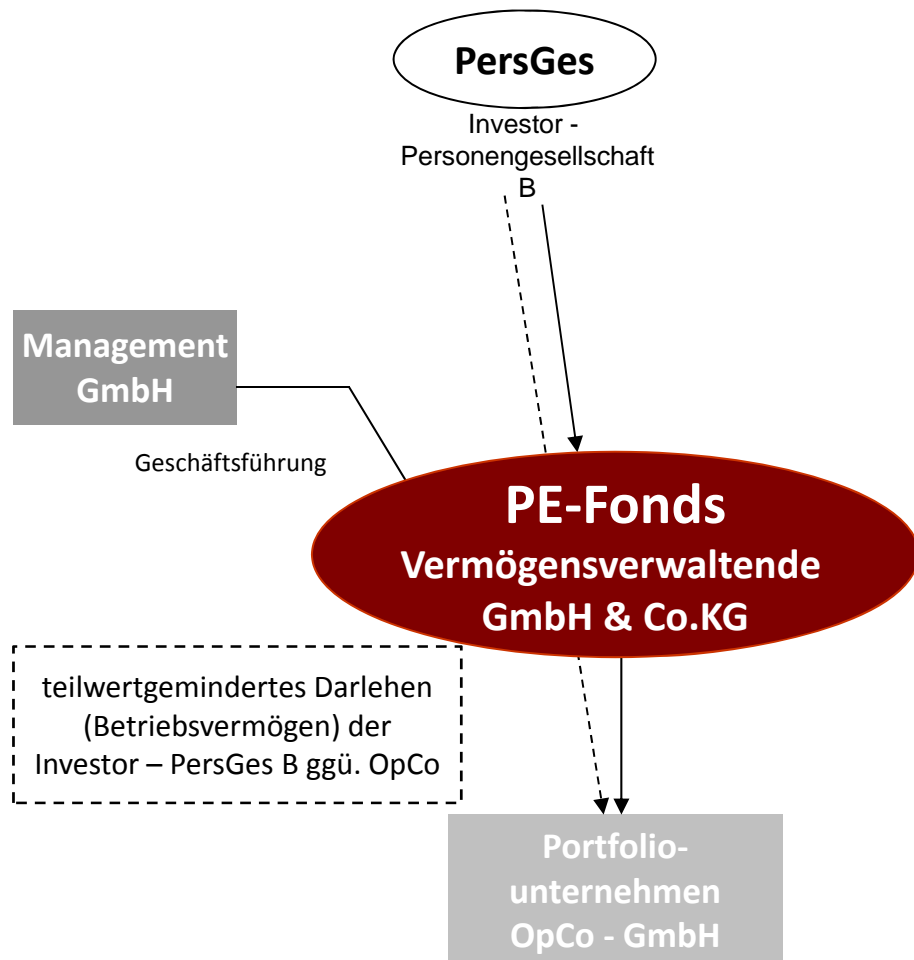 PersGes
Investor -
Personengesellschaft
B
Management
GmbH
Geschäftsführung
PE-Fonds
Vermögensverwaltende
GmbH & Co.KG
teilwertgemindertes Darlehen
(Betriebsvermögen) der
Investor – PersGes B ggü. OpCo
Portfolio-
unternehmen
OpCo - GmbH